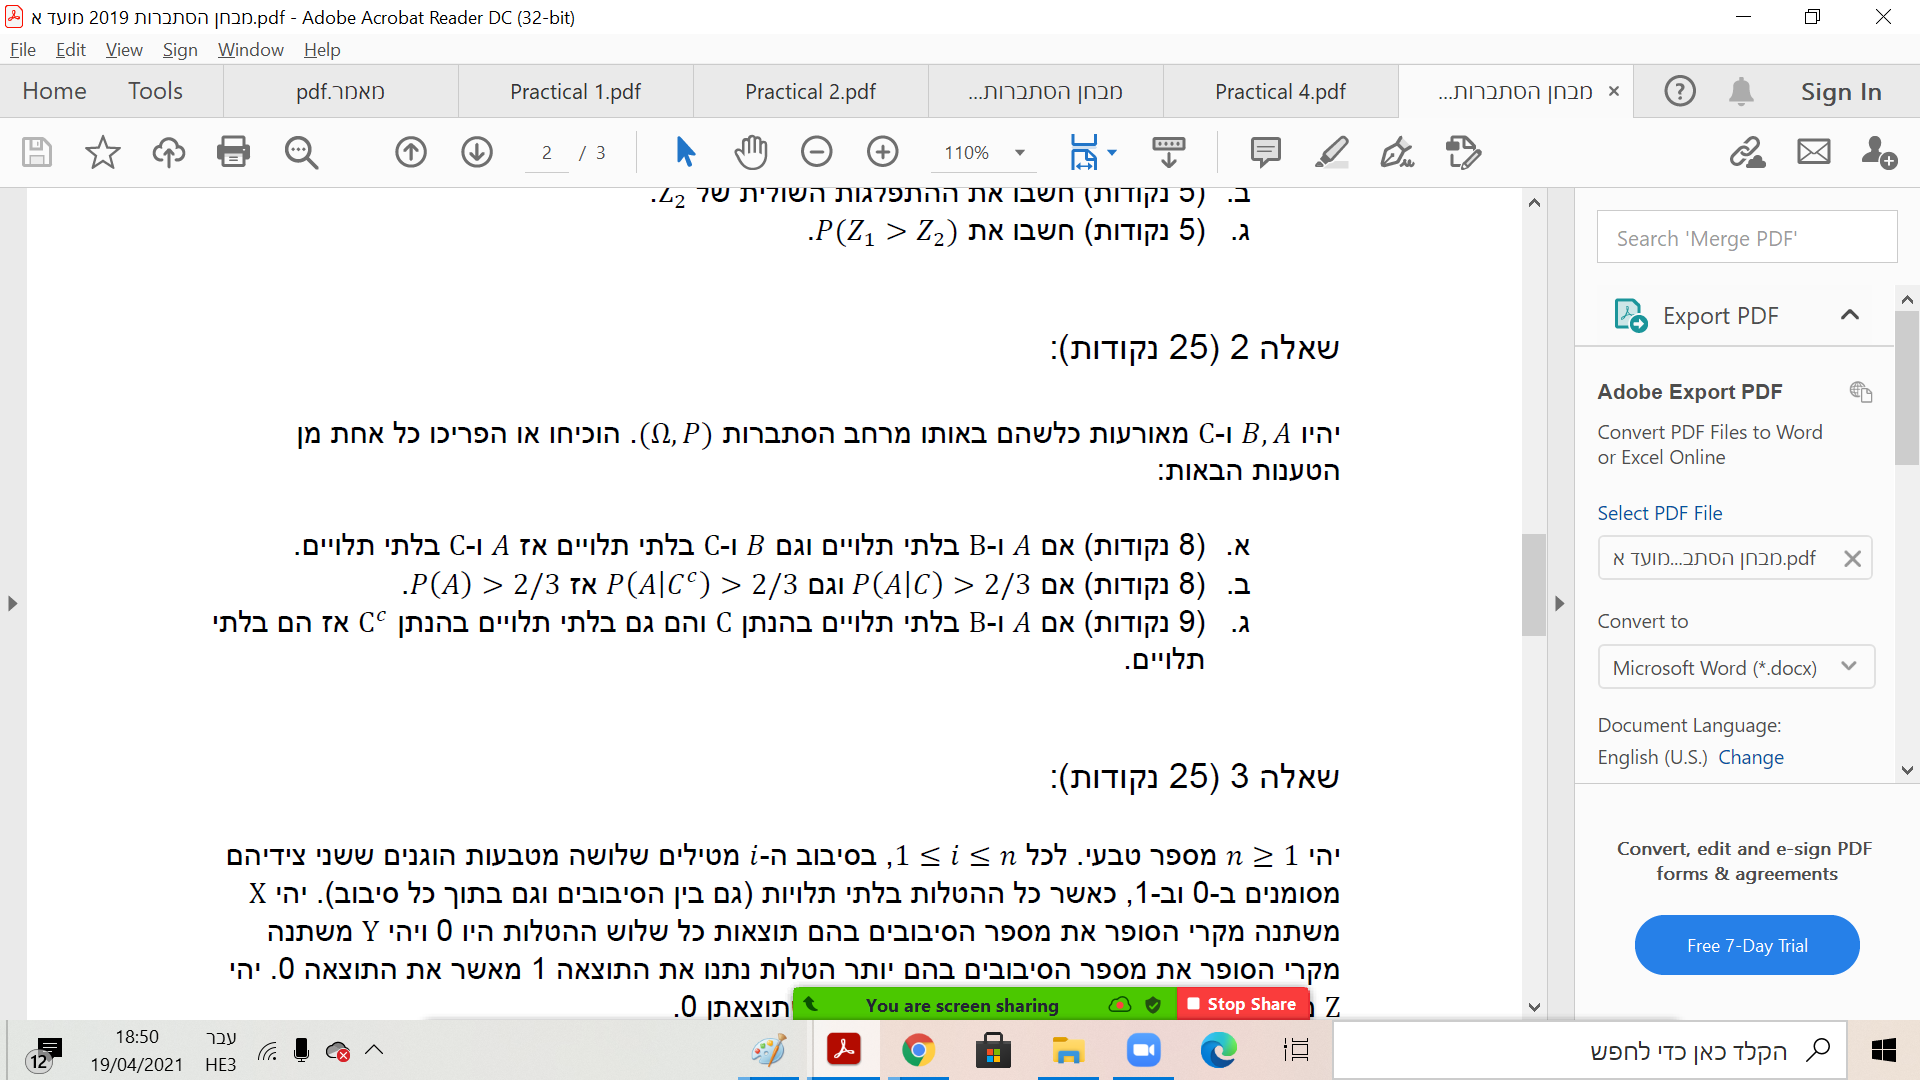 מבחן הסתברות 2019 מועד א.pdf - Adobe Acrobat Reader DC (32-bit)
File Edit View Sign Window Help
Home Tools מאמר.pdf Practical 1.pdf Practical 2.pdf מבחן הסתברות... Practical 4.pdf מבחן הסתברות... × Sign In
2 / 3 110%
ב. (5 נקודות) חשבו את ההתפלגות השולית של Z₂.
ג. (5 נקודות) חשבו את P(Z₁ > Z₂).
שאלה 2 (25 נקודות):
יהיו B, A ו-C מאורעות כלשהם באותו מרחב הסתברות (Ω, P). הוכיחו או הפריכו כל אחת מן
הטענות הבאות:
א. (8 נקודות) אם A ו-B בלתי תלויים וגם B ו-C בלתי תלויים אז A ו-C בלתי תלויים.
ב. (8 נקודות) אם P(A|C) > 2/3 וגם P(A|Cᶜ) > 2/3 אז P(A) > 2/3.
ג. (9 נקודות) אם A ו-B בלתי תלויים בהנתן C והם גם בלתי תלויים בהנתן Cᶜ אז הם בלתי
תלויים.
שאלה 3 (25 נקודות):
יהי n ≥ 1 מספר טבעי. לכל 1 ≤ i ≤ n, בסיבוב ה-i מטילים שלושה מטבעות הוגנים ששני צידיהם
מסומנים ב-0 וב-1, כאשר כל ההטלות בלתי תלויות (גם בין הסיבובים וגם בתוך כל סיבוב). יהי X
משתנה מקרי הסופר את מספר הסיבובים בהם תוצאות כל שלוש ההטלות היו 0 ויהי Y משתנה
מקרי הסופר את מספר הסיבובים בהם יותר הטלות נתנו את התוצאה 1 מאשר את התוצאה 0. יהי
Z תוצאתן 0.
Search 'Merge PDF'
Export PDF
Adobe Export PDF
Convert PDF Files to Word
or Excel Online
Select PDF File
מבחן הסתב...מועד א.pdf
Convert to
Microsoft Word (*.docx)
Document Language:
English (U.S.) Change
Convert, edit and e-sign PDF
forms & agreements
Free 7-Day Trial
You are screen sharing Stop Share
12 18:50 עבר
19/04/2021 HE3
הקלד כאן כדי לחפש